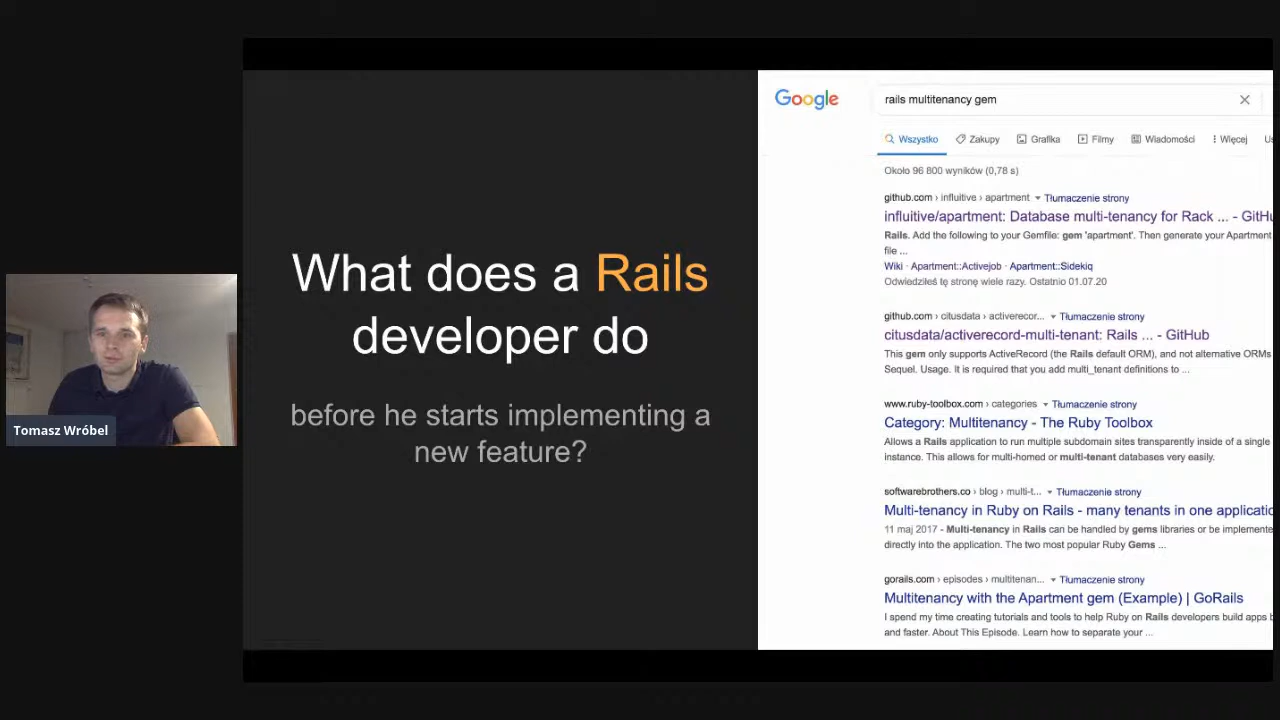 What does a Rails
developer do
before he starts implementing a
new feature?
Tomasz Wróbel
Google
rails multitenancy gem
Wszystko Zakupy Grafika Filmy Wiadomości Więcej Us
Około 96 800 wyników (0,78 s)
github.com › influitive › apartment Tłumaczenie strony
influitive/apartment: Database multi-tenancy for Rack ... - GitHu
Rails. Add the following to your Gemfile: gem 'apartment'. Then generate your Apartment
file ...
Wiki · Apartment::Activejob · Apartment::Sidekiq
Odwiedziłeś tę stronę wiele razy. Ostatnio 01.07.20
github.com › citusdata › activerecor... Tłumaczenie strony
citusdata/activerecord-multi-tenant: Rails ... - GitHub
This gem only supports ActiveRecord (the Rails default ORM), and not alternative ORMs
Sequel. Usage. It is required that you add multi_tenant definitions to ...
www.ruby-toolbox.com › categories Tłumaczenie strony
Category: Multitenancy - The Ruby Toolbox
Allows a Rails application to run multiple subdomain sites transparently inside of a single
instance. This allows for multi-homed or multi-tenant databases very easily.
softwarebrothers.co › blog › multi-t... Tłumaczenie strony
Multi-tenancy in Ruby on Rails - many tenants in one applicatio
11 maj 2017 - Multi-tenancy in Rails can be handled by gems libraries or be implemente
directly into the application. The two most popular Ruby Gems ...
gorails.com › episodes › multitenan... Tłumaczenie strony
Multitenancy with the Apartment gem (Example) | GoRails
I spend my time creating tutorials and tools to help Ruby on Rails developers build apps b
and faster. About This Episode. Learn how to separate your ...